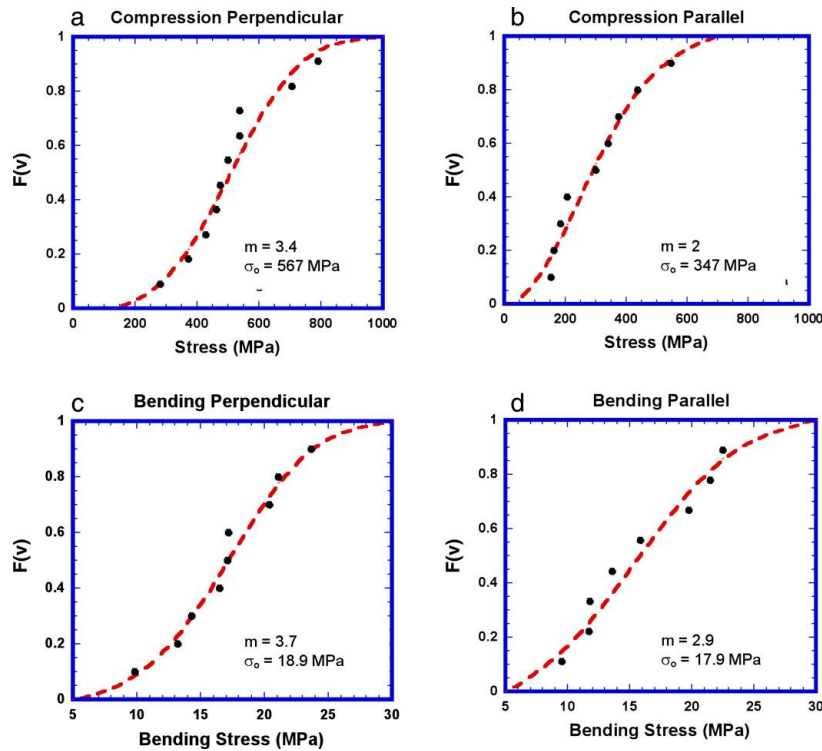 a
Compression Perpendicular
1
0.8
0.6
0.4
0.2
0
F(v)
m = 3.4
σo = 567 MPa
0 200 400 600 800 1000
Stress (MPa)
b
Compression Parallel
1
0.8
0.6
0.4
0.2
0
F(v)
m = 2
σo = 347 MPa
0 200 400 600 800 1000
Stress (MPa)
c
Bending Perpendicular
1
0.8
0.6
0.4
0.2
0
F(v)
m = 3.7
σo = 18.9 MPa
5 10 15 20 25 30
Bending Stress (MPa)
d
Bending Parallel
1
0.8
0.6
0.4
0.2
0
F(v)
m = 2.9
σo = 17.9 MPa
5 10 15 20 25 30
Bending Stress (MPa)